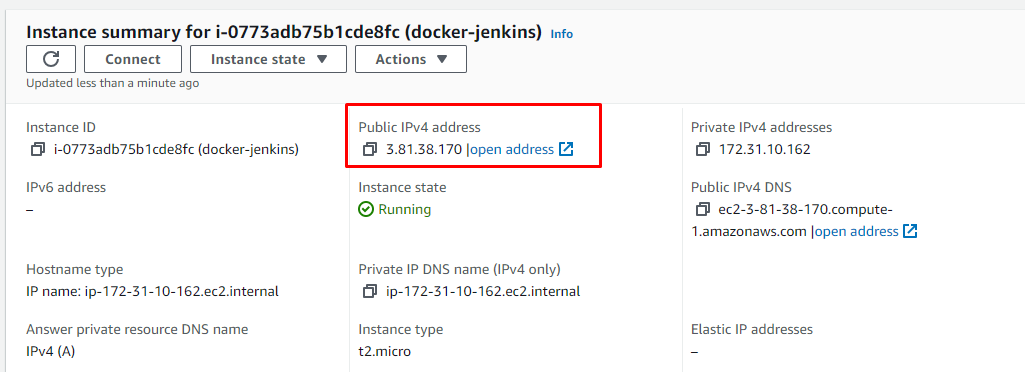 Instance summary for i-0773adb75b1cde8fc (docker-jenkins) Info
Connect
Instance state
Actions
Updated less than a minute ago
Instance ID
i-0773adb75b1cde8fc (docker-jenkins)
Public IPv4 address
3.81.38.170 |open address
Private IPv4 addresses
172.31.10.162
IPv6 address
–
Instance state
Running
Public IPv4 DNS
ec2-3-81-38-170.compute-
1.amazonaws.com |open address
Hostname type
IP name: ip-172-31-10-162.ec2.internal
Private IP DNS name (IPv4 only)
ip-172-31-10-162.ec2.internal
Answer private resource DNS name
IPv4 (A)
Instance type
t2.micro
Elastic IP addresses
–